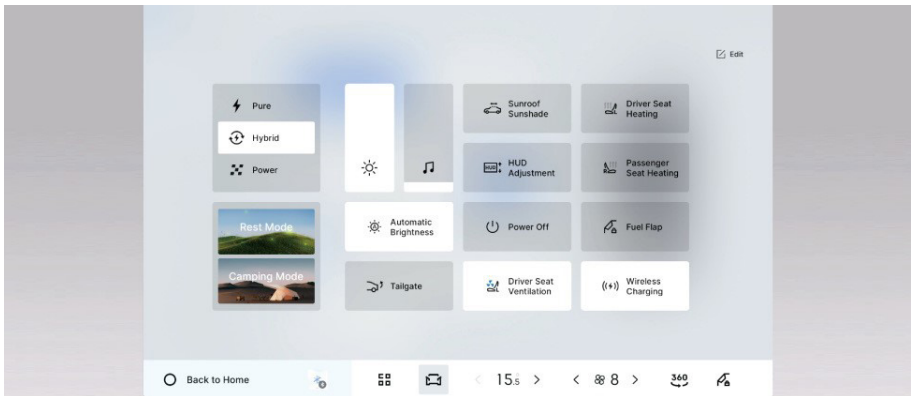 Edit
Pure
Hybrid
Power
Sunroof
Sunshade
Driver Seat
Heating
HUD
HUD
Adjustment
Passenger
Seat Heating
Rest Mode
Camping Mode
A
Automatic
Brightness
Power Off
Fuel Flap
Tailgate
Driver Seat
Ventilation
Wireless
Charging
Back to Home
15.5
8
360